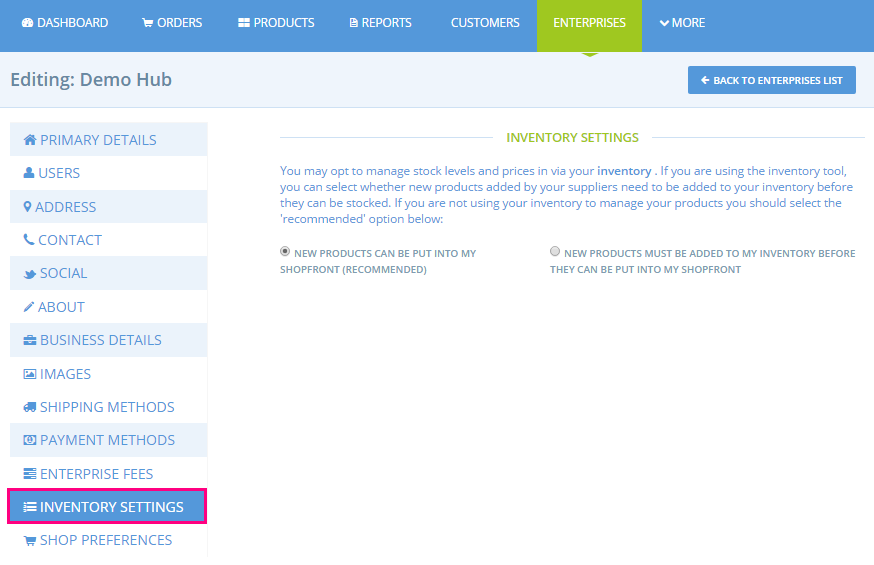 DASHBOARD ORDERS PRODUCTS REPORTS CUSTOMERS ENTERPRISES MORE
Editing: Demo Hub BACK TO ENTERPRISES LIST
PRIMARY DETAILS
USERS
ADDRESS
CONTACT
SOCIAL
ABOUT
BUSINESS DETAILS
IMAGES
SHIPPING METHODS
PAYMENT METHODS
ENTERPRISE FEES
INVENTORY SETTINGS
SHOP PREFERENCES
INVENTORY SETTINGS
You may opt to manage stock levels and prices in via your inventory . If you are using the inventory tool,
you can select whether new products added by your suppliers need to be added to your inventory before
they can be stocked. If you are not using your inventory to manage your products you should select the
'recommended' option below:
NEW PRODUCTS CAN BE PUT INTO MY
SHOPFRONT (RECOMMENDED)
NEW PRODUCTS MUST BE ADDED TO MY INVENTORY BEFORE
THEY CAN BE PUT INTO MY SHOPFRONT